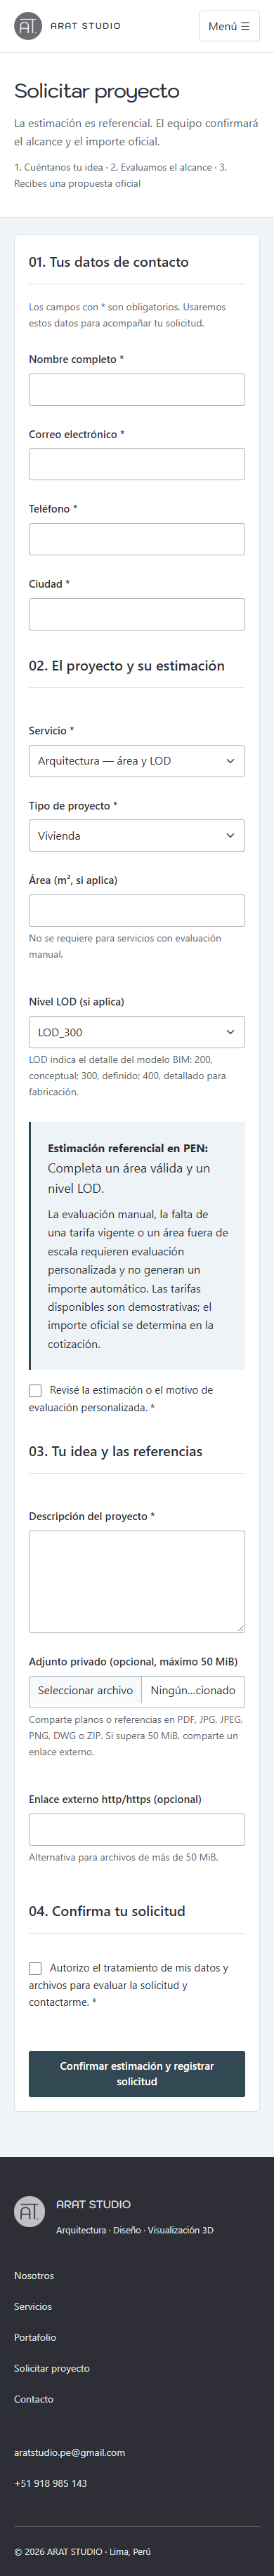 AT.
ARAT STUDIO
Menú ☰
Solicitar proyecto
La estimación es referencial. El equipo confirmará
el alcance y el importe oficial.
1. Cuéntanos tu idea · 2. Evaluamos el alcance · 3.
Recibes una propuesta oficial
01. Tus datos de contacto
Los campos con * son obligatorios. Usaremos
estos datos para acompañar tu solicitud.
Nombre completo *
Correo electrónico *
Teléfono *
Ciudad *
02. El proyecto y su estimación
Servicio *
Arquitectura — área y LOD
Tipo de proyecto *
Vivienda
Área (m², si aplica)
No se requiere para servicios con evaluación
manual.
Nivel LOD (si aplica)
LOD_300
LOD indica el detalle del modelo BIM: 200,
conceptual; 300, definido; 400, detallado para
fabricación.
Estimación referencial en PEN:
Completa un área válida y un
nivel LOD.
La evaluación manual, la falta de
una tarifa vigente o un área fuera de
escala requieren evaluación
personalizada y no generan un
importe automático. Las tarifas
disponibles son demostrativas; el
importe oficial se determina en la
cotización.
Revisé la estimación o el motivo de
evaluación personalizada. *
03. Tu idea y las referencias
Descripción del proyecto *
Adjunto privado (opcional, máximo 50 MiB)
Seleccionar archivo Ningún...cionado
Comparte planos o referencias en PDF, JPG, JPEG,
PNG, DWG o ZIP. Si supera 50 MiB, comparte un
enlace externo.
Enlace externo http/https (opcional)
Alternativa para archivos de más de 50 MiB.
04. Confirma tu solicitud
Autorizo el tratamiento de mis datos y
archivos para evaluar la solicitud y
contactarme. *
Confirmar estimación y registrar
solicitud
AT.
ARAT STUDIO
Arquitectura · Diseño · Visualización 3D
Nosotros
Servicios
Portafolio
Solicitar proyecto
Contacto
aratstudio.pe@gmail.com
+51 918 985 143
© 2026 ARAT STUDIO · Lima, Perú